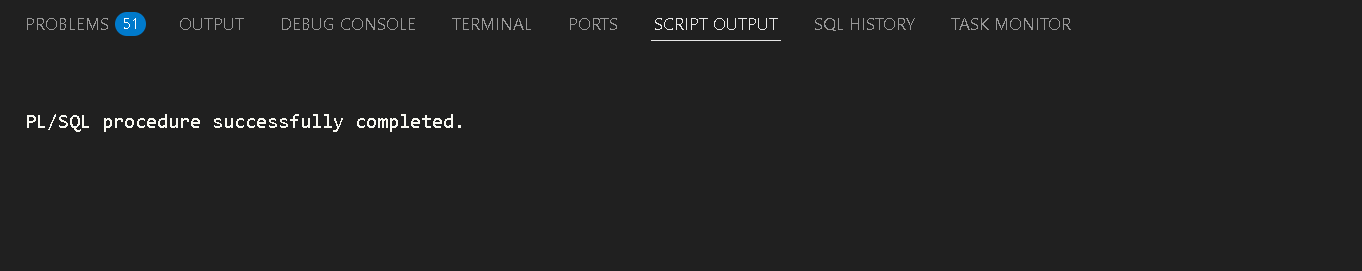 PROBLEMS 51 OUTPUT DEBUG CONSOLE TERMINAL PORTS SCRIPT OUTPUT SQL HISTORY TASK MONITOR
PL/SQL procedure successfully completed.